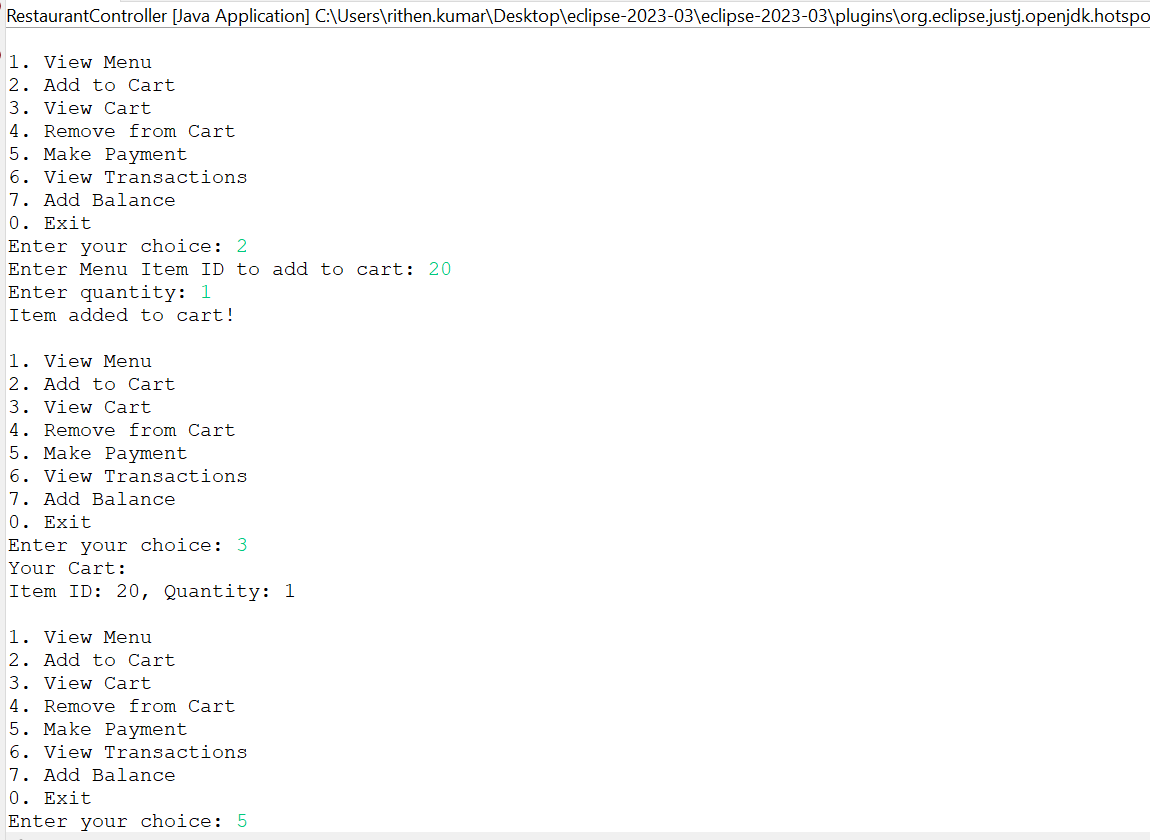 RestaurantController [Java Application] C:\Users\rithen.kumar\Desktop\eclipse-2023-03\eclipse-2023-03\plugins\org.eclipse.justj.openjdk.hotspo
1. View Menu
2. Add to Cart
3. View Cart
4. Remove from Cart
5. Make Payment
6. View Transactions
7. Add Balance
0. Exit
Enter your choice: 2
Enter Menu Item ID to add to cart: 20
Enter quantity: 1
Item added to cart!
1. View Menu
2. Add to Cart
3. View Cart
4. Remove from Cart
5. Make Payment
6. View Transactions
7. Add Balance
0. Exit
Enter your choice: 3
Your Cart:
Item ID: 20, Quantity: 1
1. View Menu
2. Add to Cart
3. View Cart
4. Remove from Cart
5. Make Payment
6. View Transactions
7. Add Balance
0. Exit
Enter your choice: 5